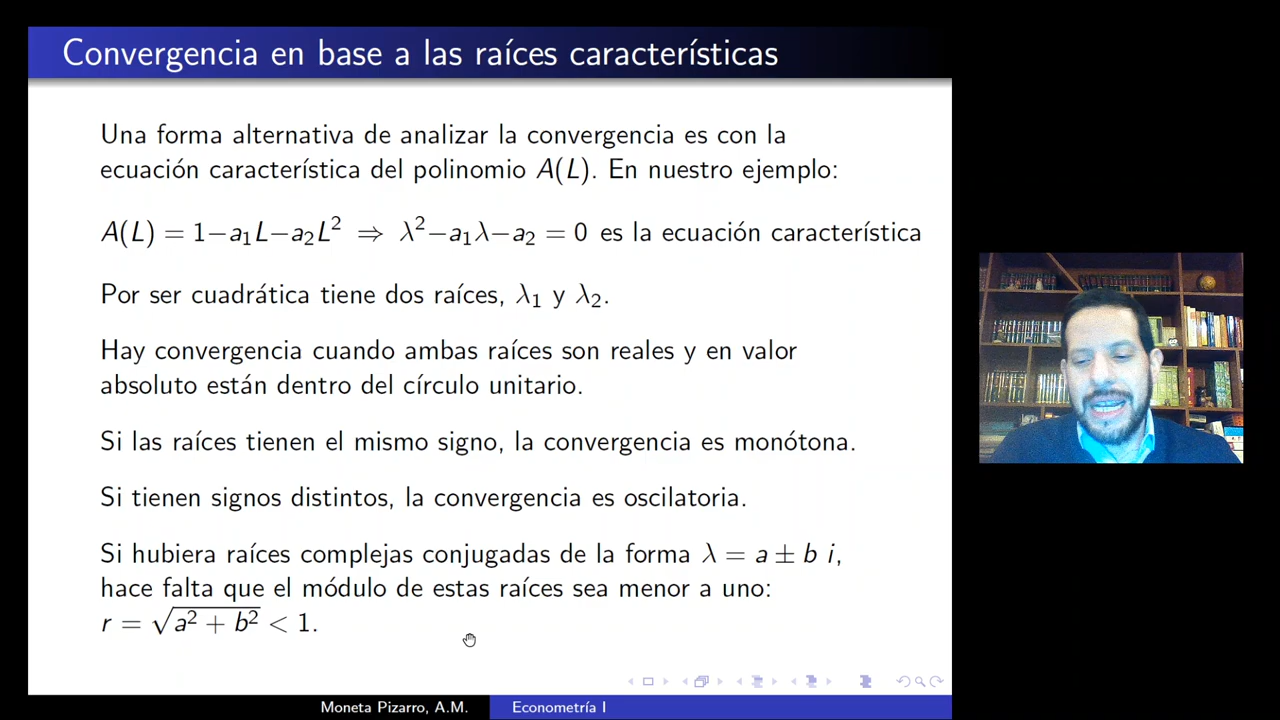 Convergencia en base a las raíces características
Una forma alternativa de analizar la convergencia es con la
ecuación característica del polinomio A(L). En nuestro ejemplo:
A(L) = 1−a₁L−a₂L² ⇒ λ²−a₁λ−a₂ = 0 es la ecuación característica
Por ser cuadrática tiene dos raíces, λ₁ y λ₂.
Hay convergencia cuando ambas raíces son reales y en valor
absoluto están dentro del círculo unitario.
Si las raíces tienen el mismo signo, la convergencia es monótona.
Si tienen signos distintos, la convergencia es oscilatoria.
Si hubiera raíces complejas conjugadas de la forma λ = a ± b i,
hace falta que el módulo de estas raíces sea menor a uno:
r = √(a² + b²) < 1.
Moneta Pizarro, A.M. Econometría I